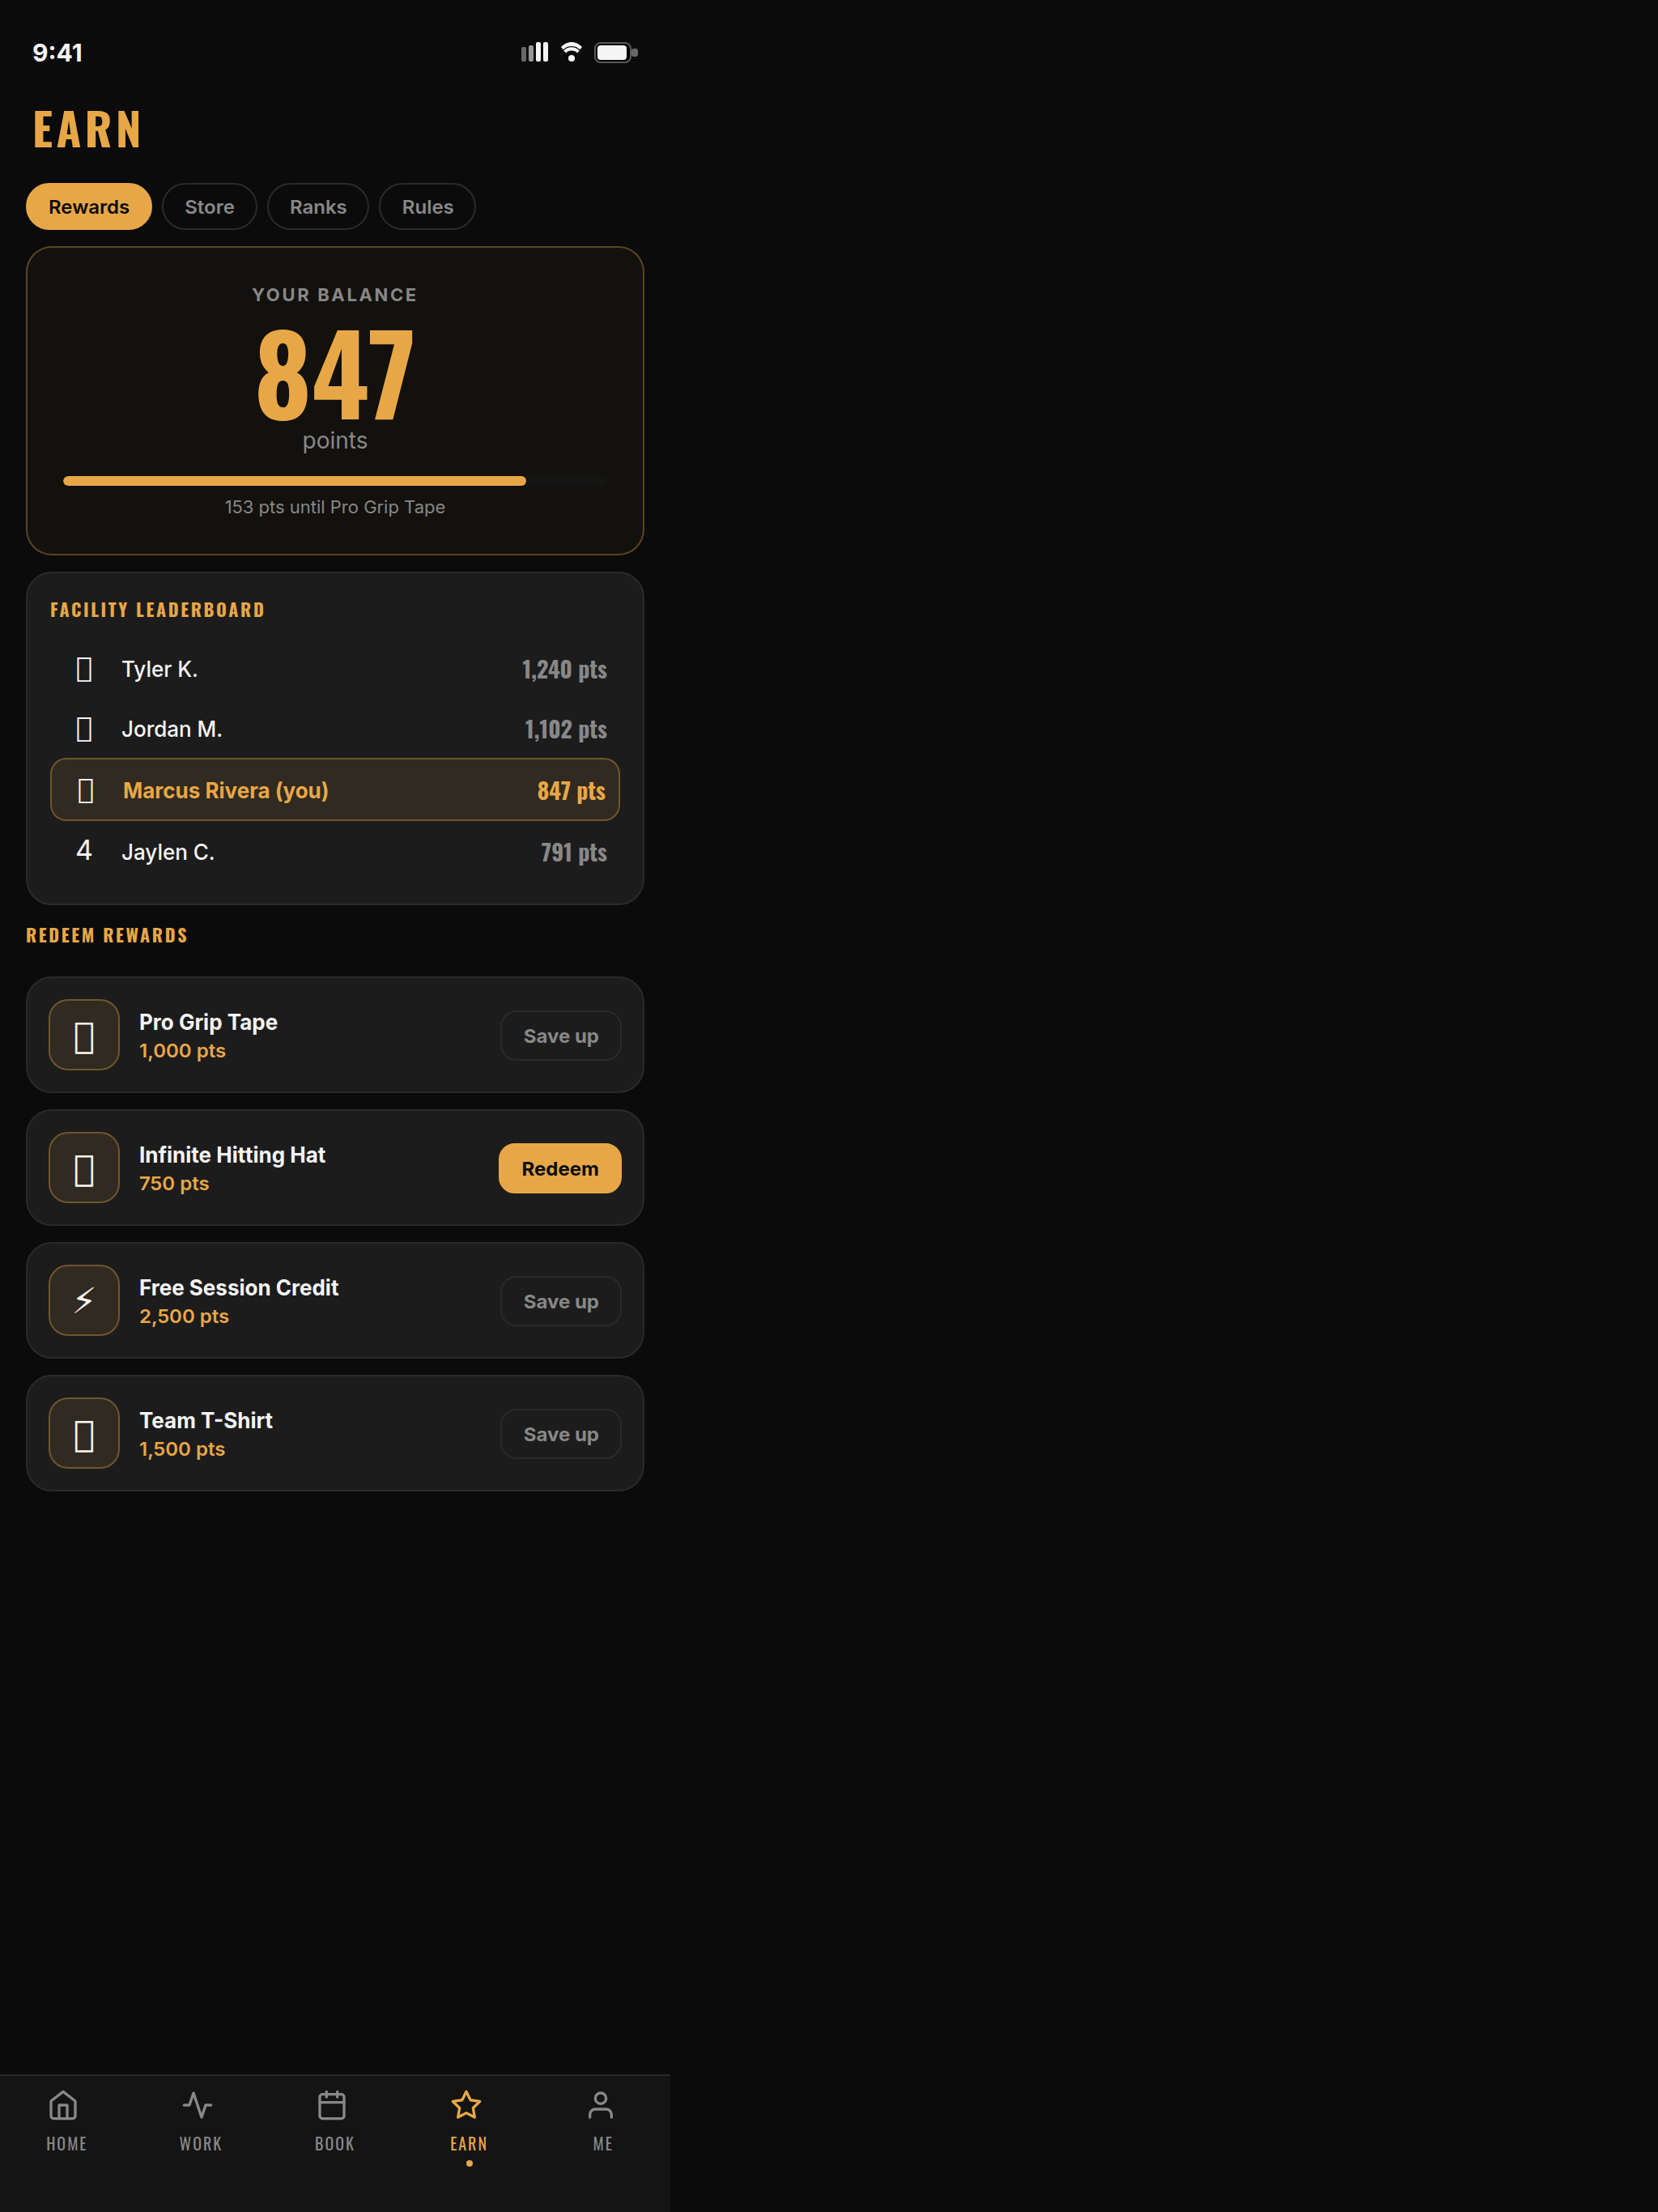 9:41
EARN
Rewards
Store
Ranks
Rules
YOUR BALANCE
847
points
153 pts until Pro Grip Tape
FACILITY LEADERBOARD
Tyler K. 1,240 pts
Jordan M. 1,102 pts
Marcus Rivera (you) 847 pts
4 Jaylen C. 791 pts
REDEEM REWARDS
Pro Grip Tape
1,000 pts
Save up
Infinite Hitting Hat
750 pts
Redeem
Free Session Credit
2,500 pts
Save up
Team T-Shirt
1,500 pts
Save up
HOME
WORK
BOOK
EARN
ME